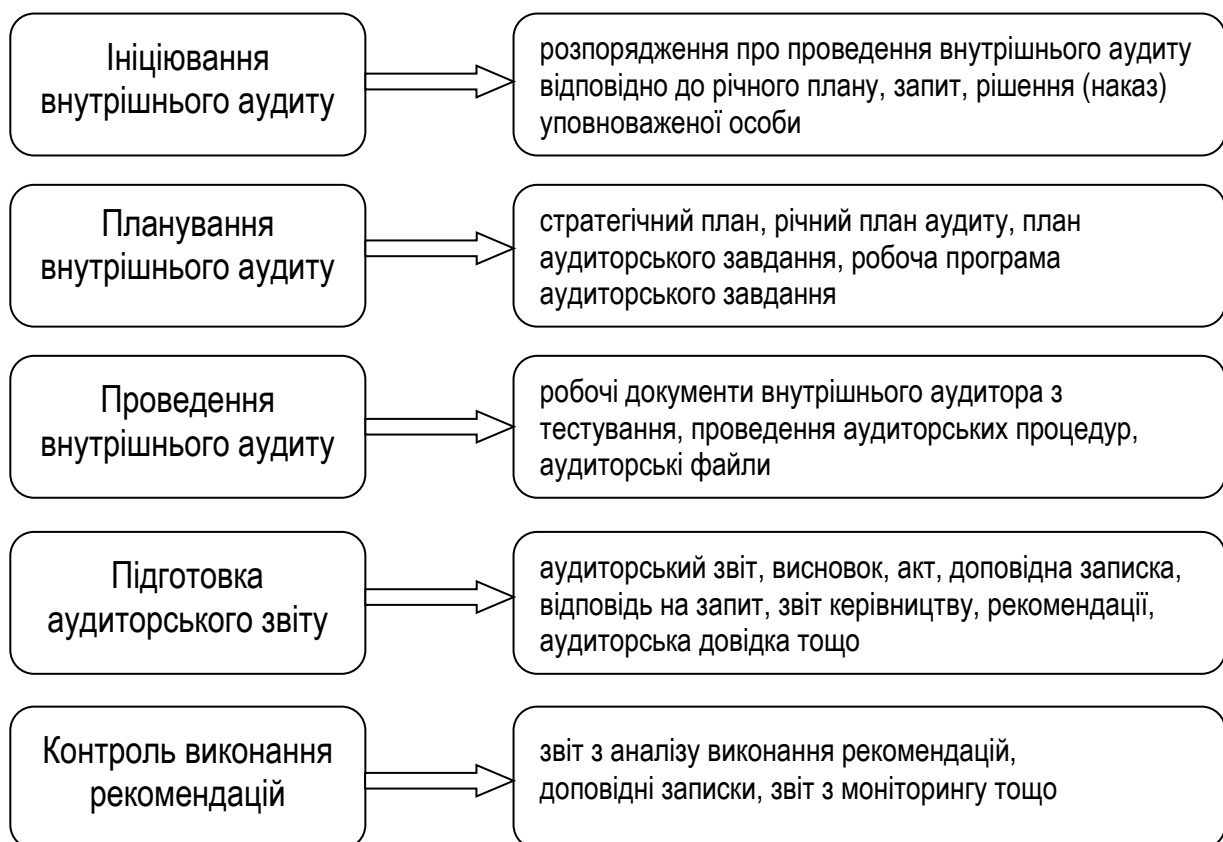 Ініціювання
внутрішнього аудиту
розпорядження про проведення внутрішнього аудиту
відповідно до річного плану, запит, рішення (наказ)
уповноваженої особи
Планування
внутрішнього аудиту
стратегічний план, річний план аудиту, план
аудиторського завдання, робоча програма
аудиторського завдання
Проведення
внутрішнього аудиту
робочі документи внутрішнього аудитора з
тестування, проведення аудиторських процедур,
аудиторські файли
Підготовка
аудиторського звіту
аудиторський звіт, висновок, акт, доповідна записка,
відповідь на запит, звіт керівництву, рекомендації,
аудиторська довідка тощо
Контроль виконання
рекомендацій
звіт з аналізу виконання рекомендацій,
доповідні записки, звіт з моніторингу тощо